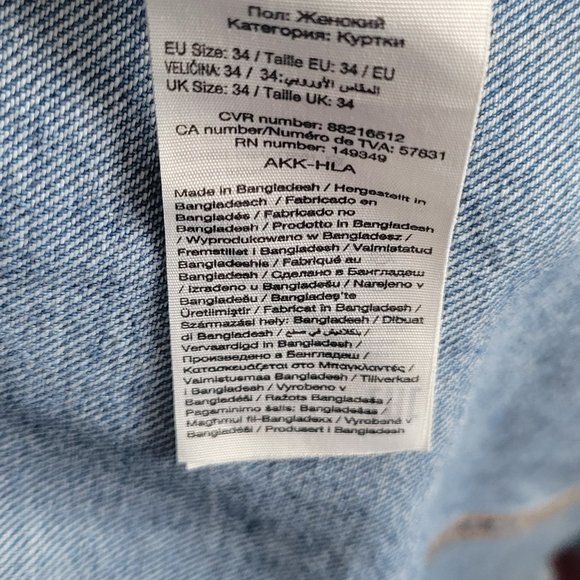 Пол: Женский
Категория: Куртки
EU Size: 34 / Taille EU: 34 / EU
VELIČINA: 34 / 34 :المقاس الأوروبي
UK Size: 34 / Taille UK: 34
CVR number: 88216512
CA number/Numéro de TVA: 57831
RN number: 149349
AKK-HLA
Made in Bangladesh / Hergestellt in
Bangladesch / Fabricado en
Bangladés / Fabricado no
Bangladesh / Prodotto in Bangladesh
/ Wyprodukowano w Bangladesz /
Fremstillet i Bangladesh / Valmistatud
Bangladeshis / Fabriqué au
Bangladesh / Сделано в Бангладеш
/ Izrađeno u Bangladešu / Narejeno v
Bangladešu / Bangladeş'te
Üretilmiştir / Fabricat în Bangladesh /
Származási hely: Banglades / Dibuat
di Bangladesh / بنغلاديش صنع في /
Vervaardigd in Bangladesh /
Произведено в Бангладеш /
Κατασκευάζεται στο Μπανγκλαντές /
Valmistusmaa Bangladesh / Tillverkad
i Bangladesh / Vyrobeno v
Bangladéši / Ražots Bangladešā /
Pagaminimo šalis: Bangladešas /
Magħmul fil-Bangladexx / Vyrobené v
Bangladéši / Produsert i Bangladesh